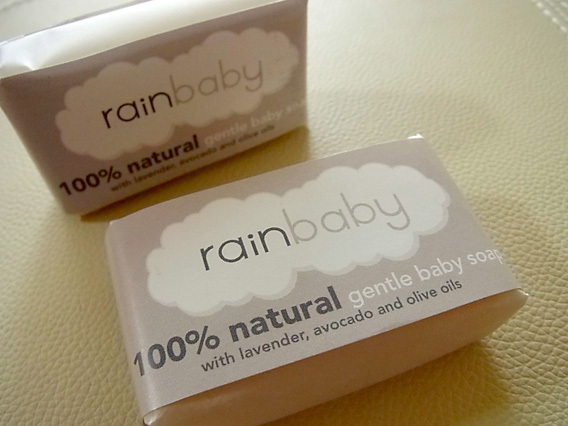 rainbaby
100% natural gentle baby soap
with lavender, avocado and olive oils
rainbaby
100% natural gentle baby soap
with lavender, avocado and olive oils